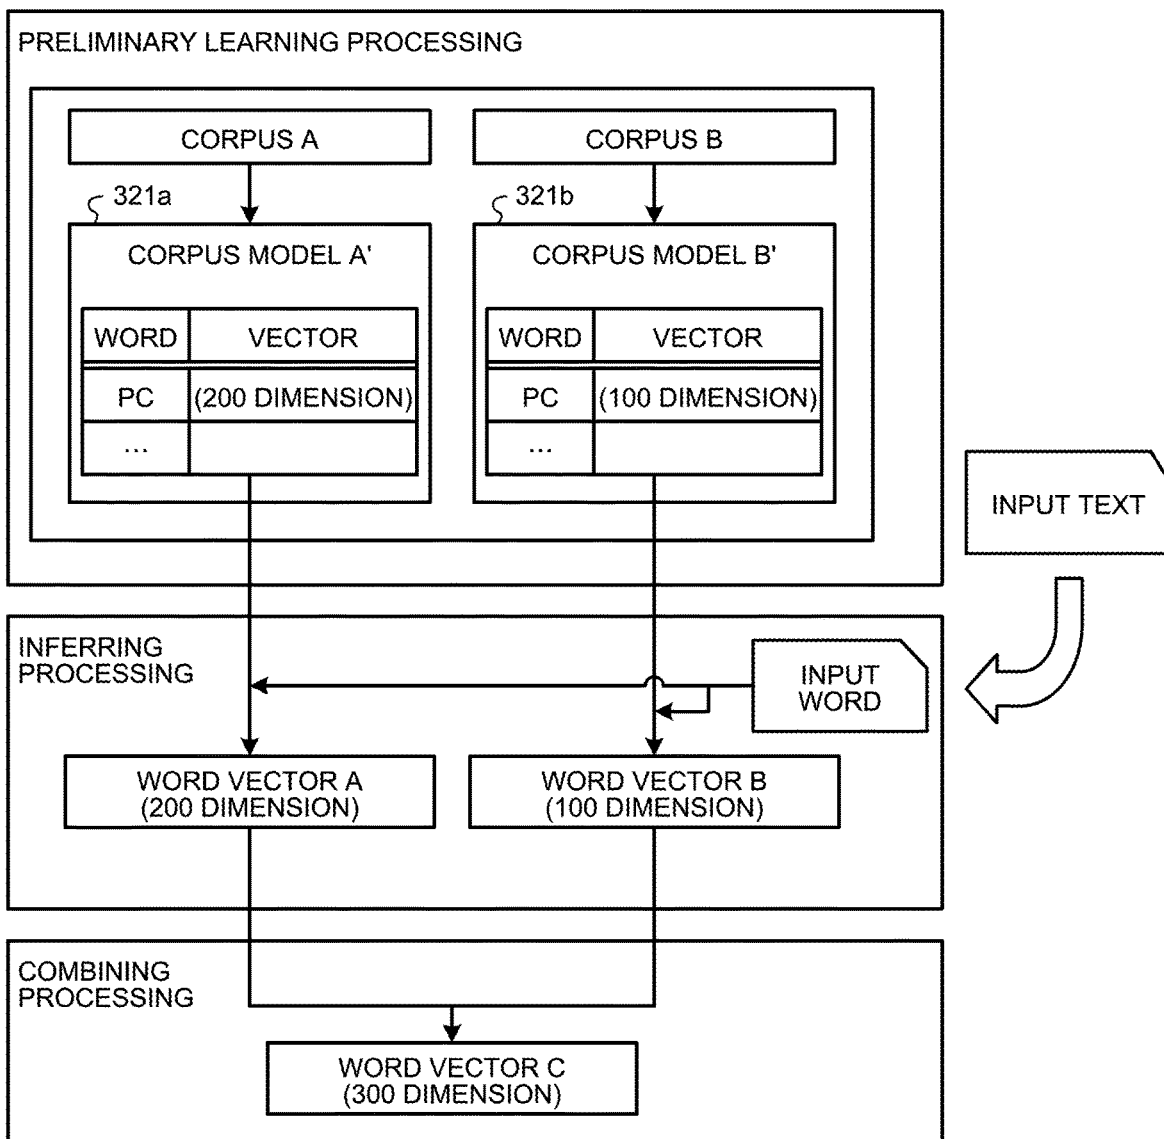 PRELIMINARY LEARNING PROCESSING
CORPUS A
CORPUS B
321a
321b
CORPUS MODEL A'
CORPUS MODEL B'
WORD VECTOR
WORD VECTOR
PC (200 DIMENSION)
PC (100 DIMENSION)
...
...
INPUT TEXT
INFERRING
PROCESSING
INPUT
WORD
WORD VECTOR A
(200 DIMENSION)
WORD VECTOR B
(100 DIMENSION)
COMBINING
PROCESSING
WORD VECTOR C
(300 DIMENSION)